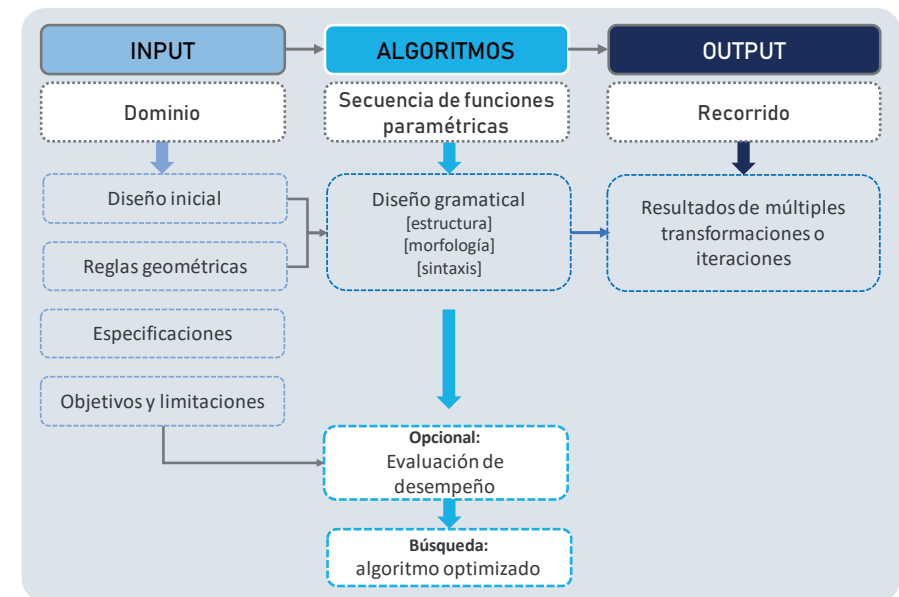 INPUT
ALGORITMOS
OUTPUT
Dominio
Secuencia de funciones
paramétricas
Recorrido
Diseño inicial
Reglas geométricas
Especificaciones
Objetivos y limitaciones
Diseño gramatical
[estructura]
[morfología]
[sintaxis]
Resultados de múltiples
transformaciones o
iteraciones
Opcional:
Evaluación de
desempeño
Búsqueda:
algoritmo optimizado